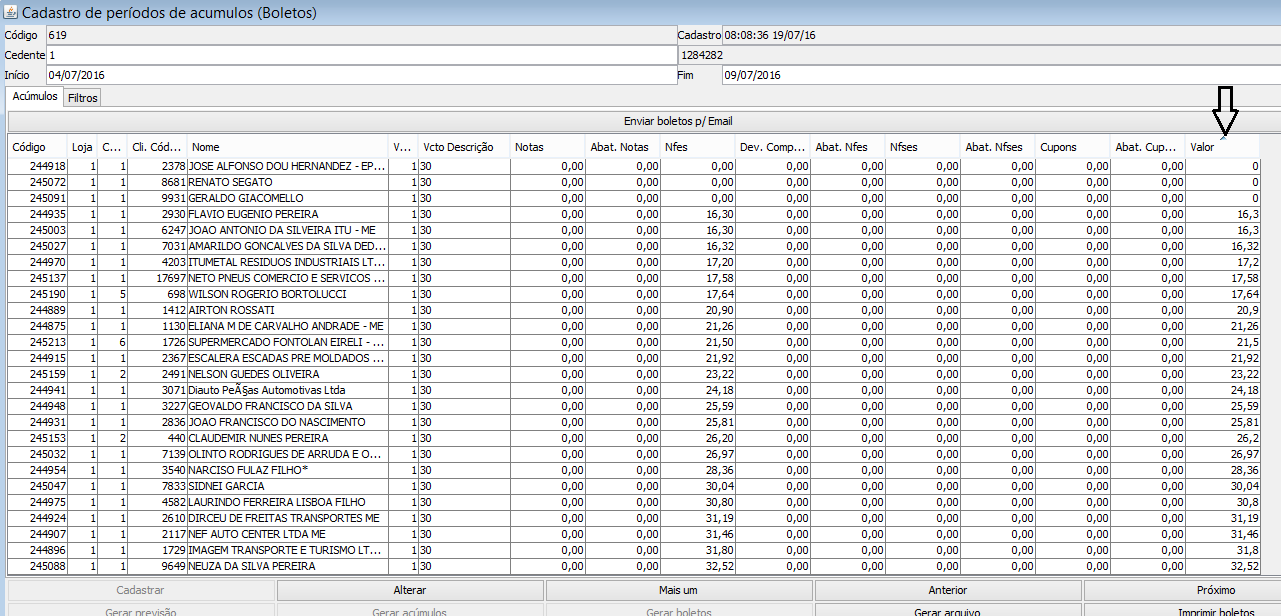 Cadastro de períodos de acumulos (Boletos)
Código 619 Cadastro 08:08:36 19/07/16
Cedente 1 1284282
Início 04/07/2016 Fim 09/07/2016
Acúmulos Filtros
Enviar boletos p/ Email
Código Loja C... Cli. Cód... Nome V... Vcto Descrição Notas Abat. Notas Nfes Dev. Comp... Abat. Nfes Nfses Abat. Nfses Cupons Abat. Cup... Valor
244918 1 1 2378 JOSE ALFONSO DOU HERNANDEZ - EP... 1 30 0,00 0,00 0,00 0,00 0,00 0,00 0,00 0,00 0,00 0
245072 1 1 8681 RENATO SEGATO 1 30 0,00 0,00 0,00 0,00 0,00 0,00 0,00 0,00 0,00 0
245091 1 1 9931 GERALDO GIACOMELLO 1 30 0,00 0,00 0,00 0,00 0,00 0,00 0,00 0,00 0,00 0
244935 1 1 2930 FLAVIO EUGENIO PEREIRA 1 30 0,00 0,00 16,30 0,00 0,00 0,00 0,00 0,00 0,00 16,3
245003 1 1 6247 JOAO ANTONIO DA SILVEIRA ITU - ME 1 30 0,00 0,00 16,30 0,00 0,00 0,00 0,00 0,00 0,00 16,3
245027 1 1 7031 AMARILDO GONCALVES DA SILVA DED... 1 30 0,00 0,00 16,32 0,00 0,00 0,00 0,00 0,00 0,00 16,32
244970 1 1 4203 ITUMETAL RESIDUOS INDUSTRIAIS LT... 1 30 0,00 0,00 17,20 0,00 0,00 0,00 0,00 0,00 0,00 17,2
245137 1 1 17697 NETO PNEUS COMERCIO E SERVICOS ... 1 30 0,00 0,00 17,58 0,00 0,00 0,00 0,00 0,00 0,00 17,58
245190 1 5 698 WILSON ROGERIO BORTOLUCCI 1 30 0,00 0,00 17,64 0,00 0,00 0,00 0,00 0,00 0,00 17,64
244889 1 1 1412 AIRTON ROSSATI 1 30 0,00 0,00 20,90 0,00 0,00 0,00 0,00 0,00 0,00 20,9
244875 1 1 1130 ELIANA M DE CARVALHO ANDRADE - ME 1 30 0,00 0,00 21,26 0,00 0,00 0,00 0,00 0,00 0,00 21,26
245213 1 6 1726 SUPERMERCADO FONTOLAN EIRELI - ... 1 30 0,00 0,00 21,50 0,00 0,00 0,00 0,00 0,00 0,00 21,5
244915 1 1 2367 ESCALERA ESCADAS PRE MOLDADOS ... 1 30 0,00 0,00 21,92 0,00 0,00 0,00 0,00 0,00 0,00 21,92
245159 1 2 2491 NELSON GUEDES OLIVEIRA 1 30 0,00 0,00 23,22 0,00 0,00 0,00 0,00 0,00 0,00 23,22
244941 1 1 3071 Diauto PeÃ§as Automotivas Ltda 1 30 0,00 0,00 24,18 0,00 0,00 0,00 0,00 0,00 0,00 24,18
244948 1 1 3227 GEOVALDO FRANCISCO DA SILVA 1 30 0,00 0,00 25,59 0,00 0,00 0,00 0,00 0,00 0,00 25,59
244931 1 1 2836 JOAO FRANCISCO DO NASCIMENTO 1 30 0,00 0,00 25,81 0,00 0,00 0,00 0,00 0,00 0,00 25,81
245153 1 2 440 CLAUDEMIR NUNES PEREIRA 1 30 0,00 0,00 26,20 0,00 0,00 0,00 0,00 0,00 0,00 26,2
245032 1 1 7139 OLINTO RODRIGUES DE ARRUDA E O... 1 30 0,00 0,00 26,97 0,00 0,00 0,00 0,00 0,00 0,00 26,97
244954 1 1 3540 NARCISO FULAZ FILHO* 1 30 0,00 0,00 28,36 0,00 0,00 0,00 0,00 0,00 0,00 28,36
245047 1 1 7833 SIDNEI GARCIA 1 30 0,00 0,00 30,04 0,00 0,00 0,00 0,00 0,00 0,00 30,04
244975 1 1 4582 LAURINDO FERREIRA LISBOA FILHO 1 30 0,00 0,00 30,80 0,00 0,00 0,00 0,00 0,00 0,00 30,8
244924 1 1 2610 DIRCEU DE FREITAS TRANSPORTES ME 1 30 0,00 0,00 31,19 0,00 0,00 0,00 0,00 0,00 0,00 31,19
244907 1 1 2117 NEF AUTO CENTER LTDA ME 1 30 0,00 0,00 31,46 0,00 0,00 0,00 0,00 0,00 0,00 31,46
244896 1 1 1729 IMAGEM TRANSPORTE E TURISMO LT... 1 30 0,00 0,00 31,80 0,00 0,00 0,00 0,00 0,00 0,00 31,8
245088 1 1 9649 NEUZA DA SILVA PEREIRA 1 30 0,00 0,00 32,52 0,00 0,00 0,00 0,00 0,00 0,00 32,52
Cadastrar Alterar Mais um Anterior Próximo
Gerar previsão Gerar acúmulos Gerar boletos Gerar arquivo Imprimir boletos